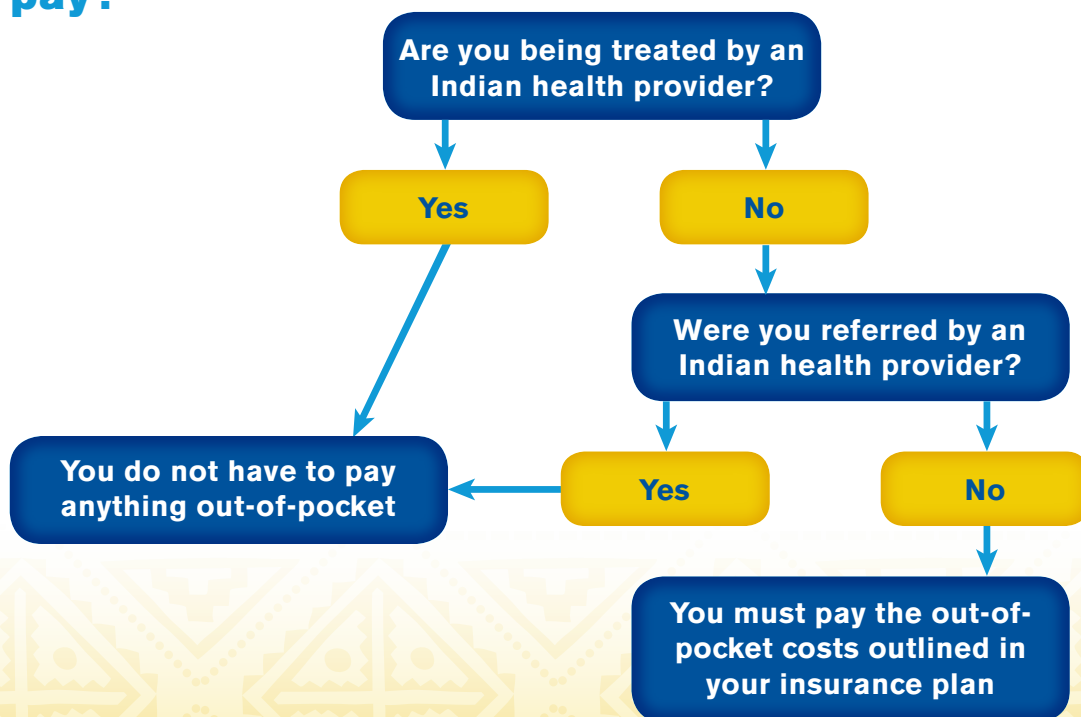 pay?
Are you being treated by an
Indian health provider?
Yes
No
Were you referred by an
Indian health provider?
You do not have to pay
anything out-of-pocket
Yes
No
You must pay the out-of-
pocket costs outlined in
your insurance plan